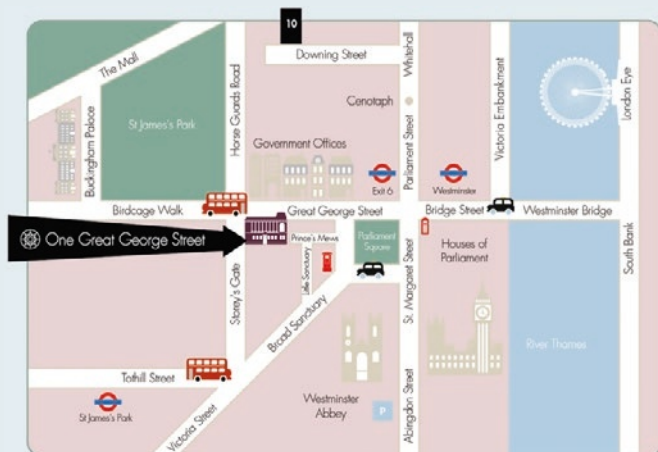 10
Downing Street
The Mall
Whitehall
Cenotaph
London Eye
Victoria Embankment
St James's Park
Horse Guards Road
Buckingham Palace
Government Offices
Parliament Street
Exit 6
Westminster
Birdcage Walk
Great George Street
Bridge Street
Westminster Bridge
One Great George Street
Prince's Mews
Parliament Square
Little Sanctuary
Houses of
Parliament
South Bank
Storey's Gate
Broad Sanctuary
St. Margaret Street
River Thames
Tothill Street
St James's Park
Victoria Street
Westminster
Abbey
P
Abingdon Street